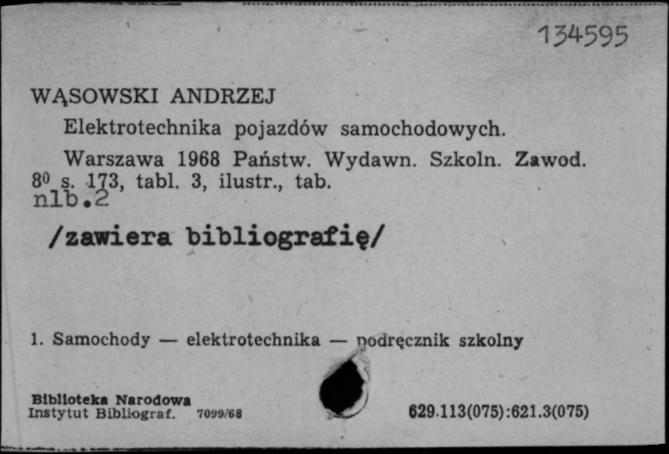 134595
WĄSOWSKI ANDRZEJ
Elektrotechnika pojazdów samochodowych.
Warszawa 1968 Państw. Wydawn. Szkoln. Zawod.
8⁰ s. 173, tabl. 3, ilustr., tab.
nlb.2
/zawiera bibliografię/
1. Samochody — elektrotechnika — podręcznik szkolny
Biblioteka Narodowa
Instytut Bibliograf. 7099/68
629.113(075):621.3(075)